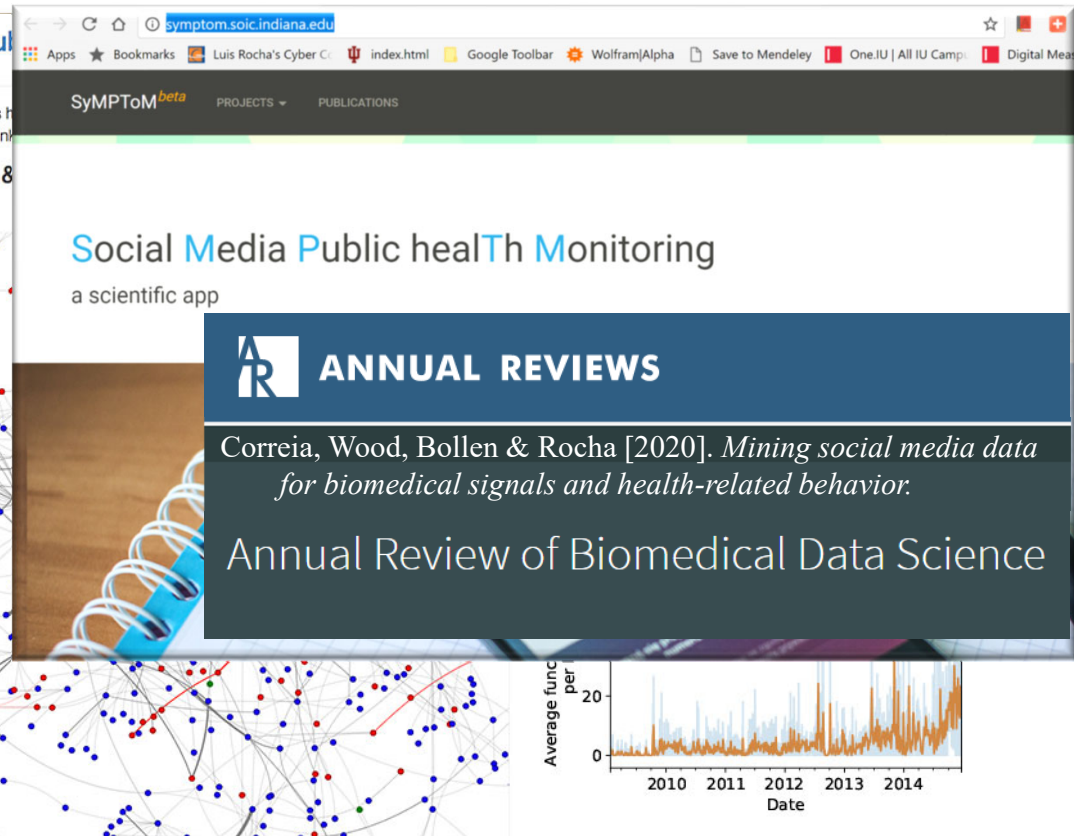 symptom.soic.indiana.edu
Apps Bookmarks Luis Rocha's Cyber C index.html Google Toolbar Wolfram|Alpha Save to Mendeley One.IU | All IU Camp Digital Meas
SyMPToM beta PROJECTS PUBLICATIONS
&
Social Media Public healTh Monitoring
a scientific app
AR ANNUAL REVIEWS
Correia, Wood, Bollen & Rocha [2020]. Mining social media data
for biomedical signals and health-related behavior.
Annual Review of Biomedical Data Science
Average func
per
20
0
2010 2011 2012 2013 2014
Date